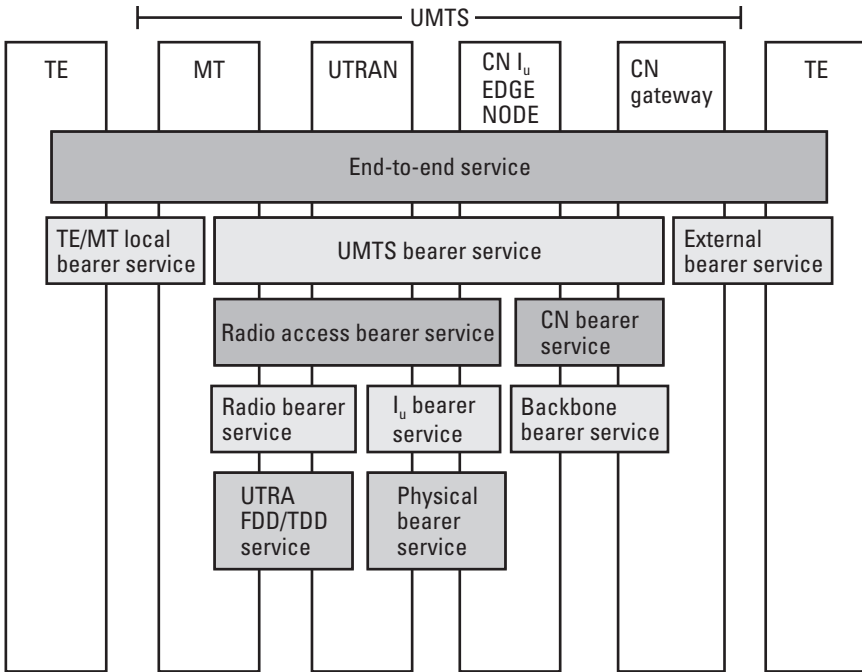 UMTS
TE
MT
UTRAN
CN Iᵤ
EDGE
NODE
CN
gateway
TE
End-to-end service
TE/MT local
bearer service
UMTS bearer service
External
bearer service
Radio access bearer service
CN bearer
service
Radio bearer
service
Iᵤ bearer
service
Backbone
bearer service
UTRA
FDD/TDD
service
Physical
bearer
service